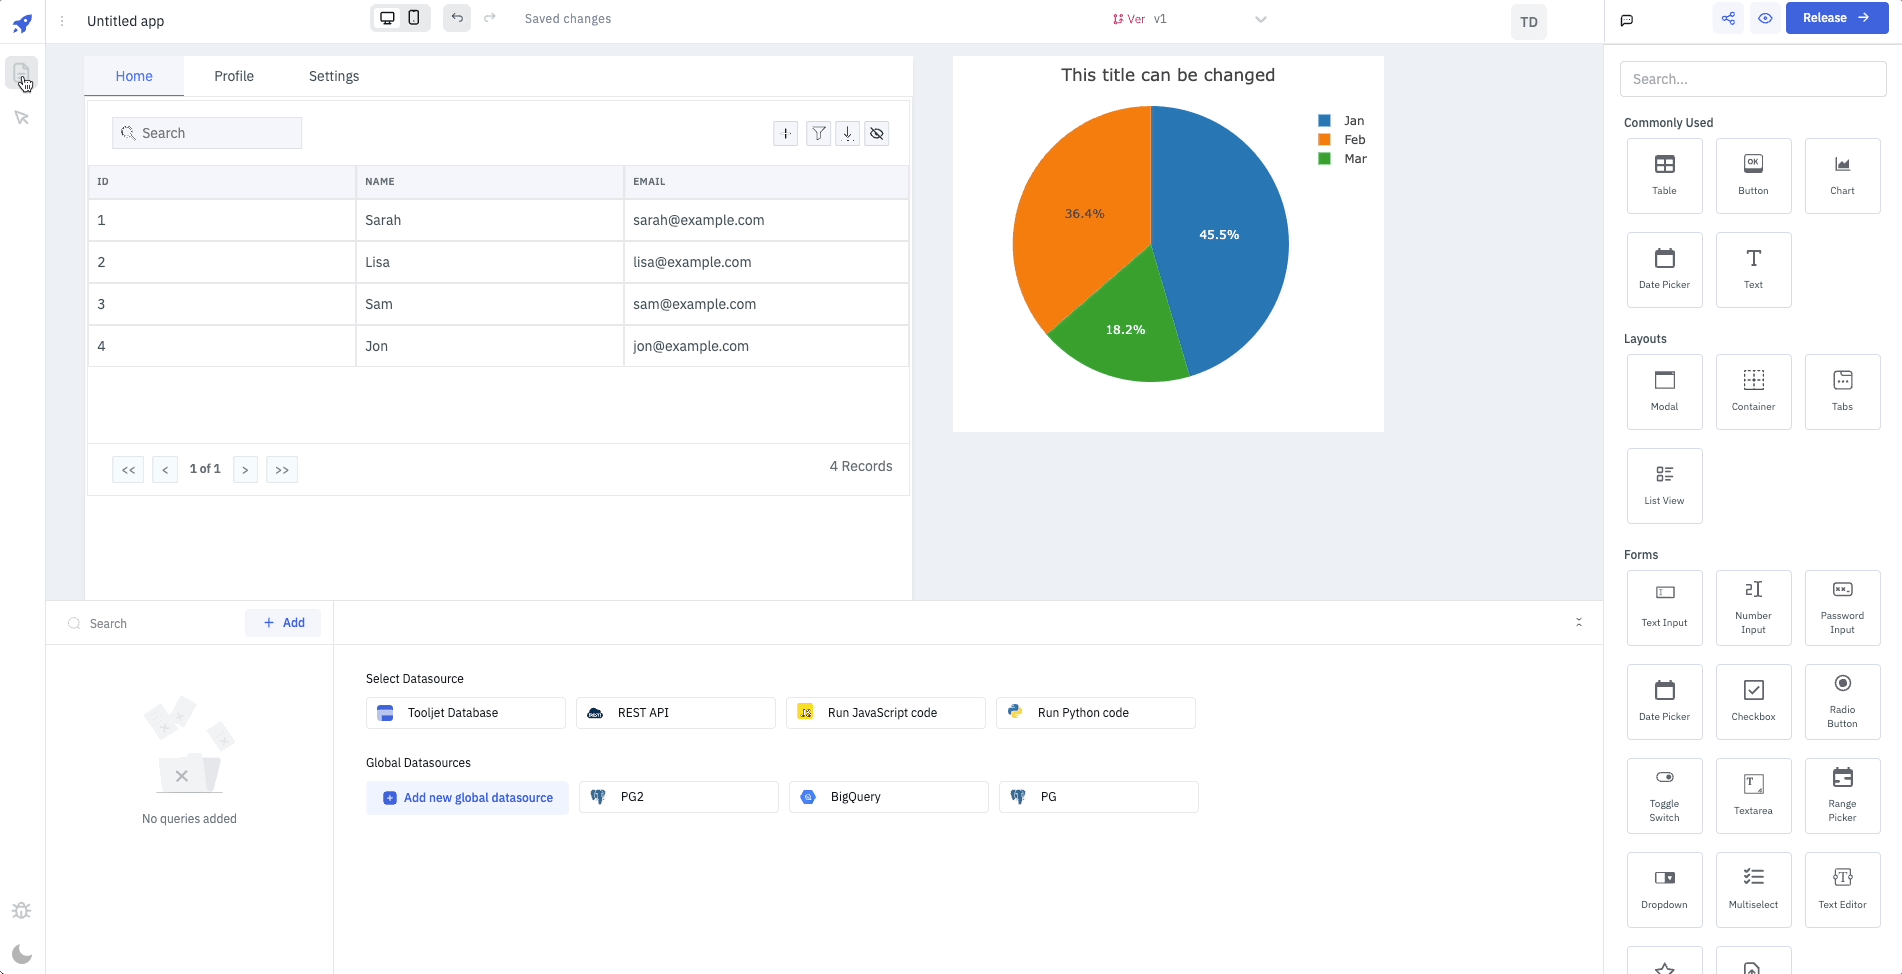 Untitled app
Saved changes
Ver v1
TD
Release
Home
Profile
Settings
Search
ID
NAME
EMAIL
1
Sarah
sarah@example.com
2
Lisa
lisa@example.com
3
Sam
sam@example.com
4
Jon
jon@example.com
<<
<
1 of 1
>
>>
4 Records
This title can be changed
Jan
Feb
Mar
36.4%
45.5%
18.2%
Search
+ Add
No queries added
Select Datasource
Tooljet Database
REST API
Run JavaScript code
Run Python code
Global Datasources
Add new global datasource
PG2
BigQuery
PG
Search...
Commonly Used
Table
OK
Button
Chart
Date Picker
Text
Layouts
Modal
Container
Tabs
List View
Forms
Text Input
Number
Input
Password
Input
Date Picker
Checkbox
Radio
Button
Toggle
Switch
Textarea
Range
Picker
Dropdown
Multiselect
Text Editor